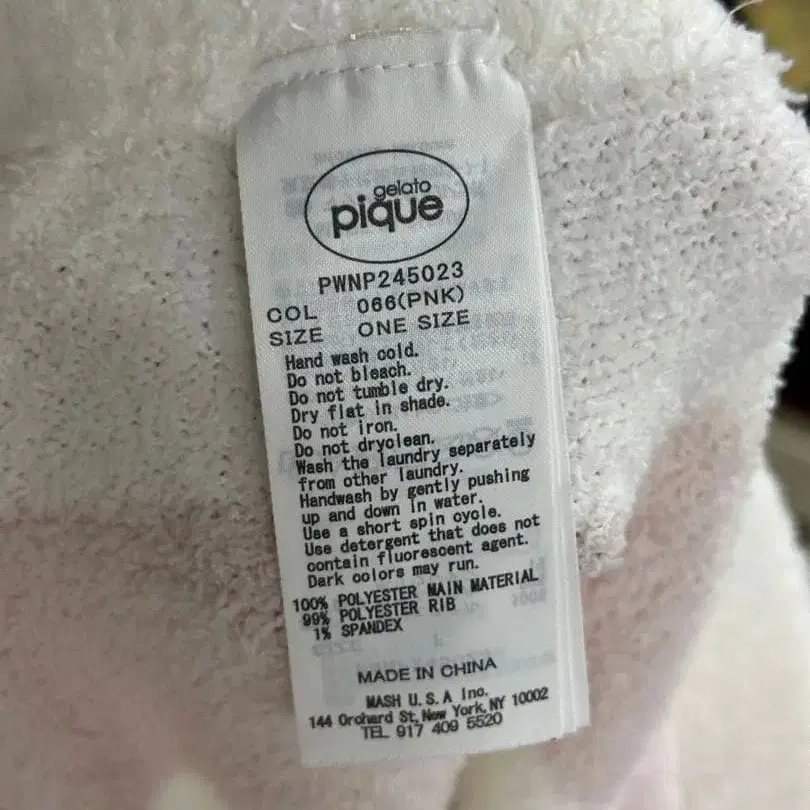 gelato
pique
PWNP245023
COL 066(PNK)
SIZE ONE SIZE
Hand wash cold.
Do not bleach.
Do not tumble dry.
Dry flat in shade.
Do not iron.
Do not dryclean.
Wash the laundry separately
from other laundry.
Handwash by gently pushing
up and down in water.
Use a short spin cycle.
Use detergent that does not
contain fluorescent agent.
Dark colors may run.
100% POLYESTER MAIN MATERIAL
99% POLYESTER RIB
1% SPANDEX
MADE IN CHINA
MASH U.S.A Inc.
144 Orchard St, New York, NY 10002
TEL 917 409 5520